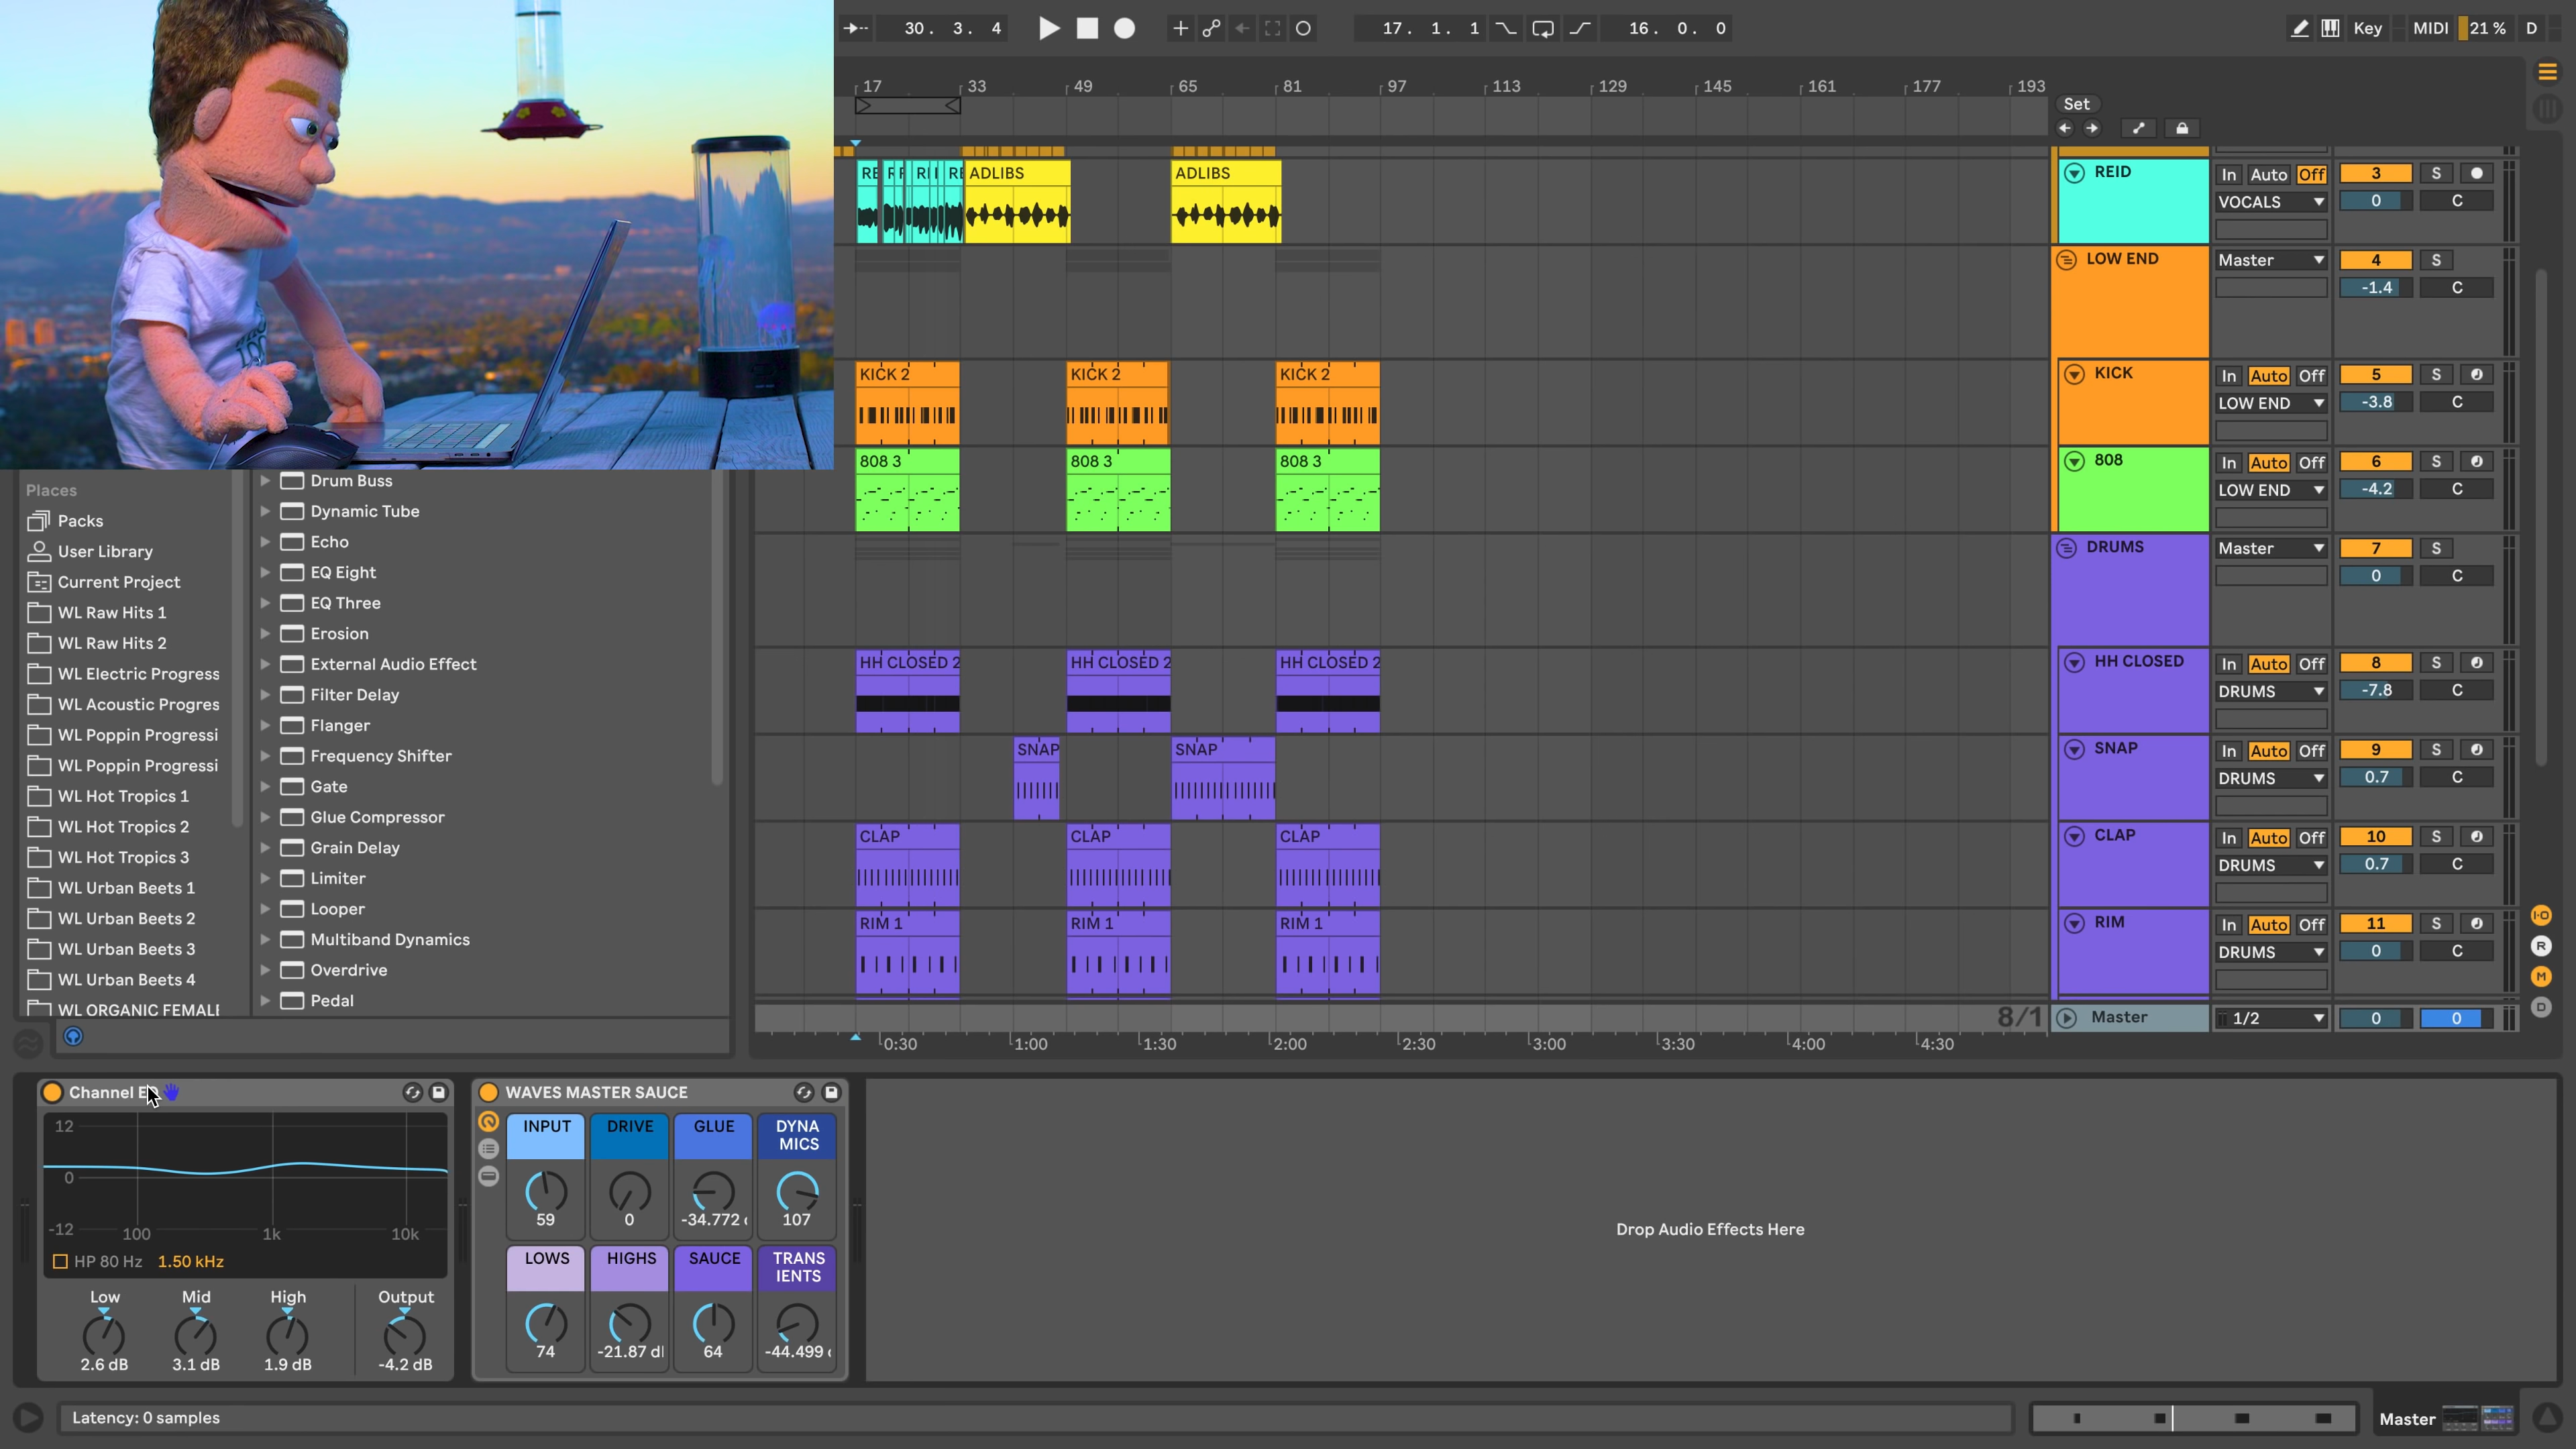 30. 3. 4
17. 1. 1
16. 0. 0
Key MIDI 21 % D
17 33 49 65 81 97 113 129 145 161 177 193
Set
ADLIBS ADLIBS
REID In Auto Off 3 S
VOCALS 0 C
LOW END Master 4 S
-1.4 C
KICK 2 KICK 2 KICK 2
KICK In Auto Off 5 S
LOW END -3.8 C
808 3 808 3 808 3
808 In Auto Off 6 S
LOW END -4.2 C
DRUMS Master 7 S
0 C
HH CLOSED 2 HH CLOSED 2 HH CLOSED 2
HH CLOSED In Auto Off 8 S
DRUMS -7.8 C
SNAP SNAP
SNAP In Auto Off 9 S
DRUMS 0.7 C
CLAP CLAP CLAP
CLAP In Auto Off 10 S
DRUMS 0.7 C
RIM 1 RIM 1 RIM 1
RIM In Auto Off 11 S
DRUMS 0 C
8/1 Master 1/2 0 0
0:30 1:00 1:30 2:00 2:30 3:00 3:30 4:00 4:30
I·O
R
M
D
Places
Packs
User Library
Current Project
WL Raw Hits 1
WL Raw Hits 2
WL Electric Progress
WL Acoustic Progres
WL Poppin Progressi
WL Poppin Progressi
WL Hot Tropics 1
WL Hot Tropics 2
WL Hot Tropics 3
WL Urban Beets 1
WL Urban Beets 2
WL Urban Beets 3
WL Urban Beets 4
WL ORGANIC FEMALE
Drum Buss
Dynamic Tube
Echo
EQ Eight
EQ Three
Erosion
External Audio Effect
Filter Delay
Flanger
Frequency Shifter
Gate
Glue Compressor
Grain Delay
Limiter
Looper
Multiband Dynamics
Overdrive
Pedal
Channel
12
0
-12 100 1k 10k
HP 80 Hz 1.50 kHz
Low Mid High Output
2.6 dB 3.1 dB 1.9 dB -4.2 dB
WAVES MASTER SAUCE
INPUT DRIVE GLUE DYNA
MICS
59 0 -34.772 107
LOWS HIGHS SAUCE TRANS
IENTS
74 -21.87 d 64 -44.499
Drop Audio Effects Here
Latency: 0 samples
Master